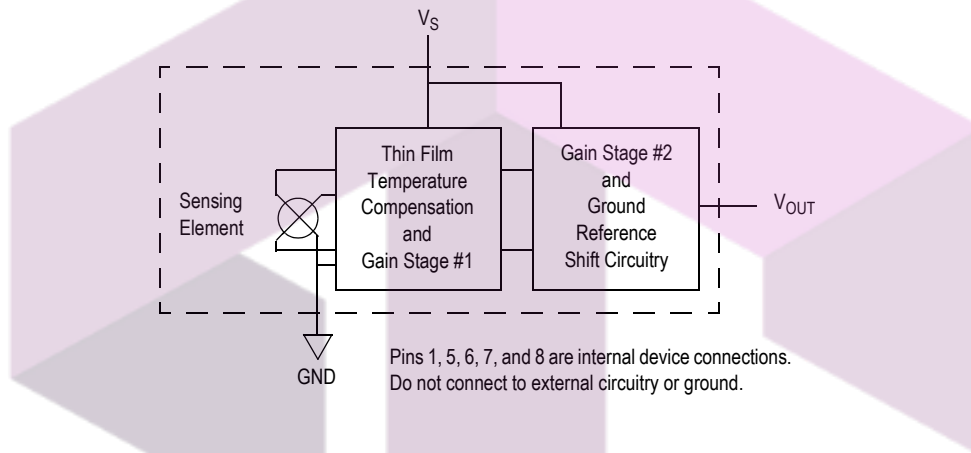 V_S
Thin Film
Temperature
Compensation
and
Gain Stage #1
Gain Stage #2
and
Ground
Reference
Shift Circuitry
Sensing
Element
V_OUT
GND
Pins 1, 5, 6, 7, and 8 are internal device connections.
Do not connect to external circuitry or ground.